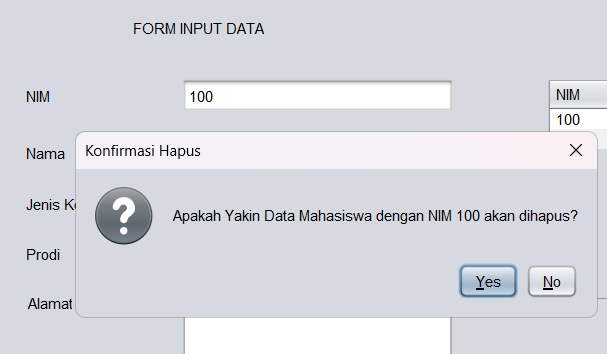 FORM INPUT DATA
NIM 100 NIM
100
Nama
Konfirmasi Hapus
Jenis Ke
Apakah Yakin Data Mahasiswa dengan NIM 100 akan dihapus?
Prodi
Yes No
Alamat